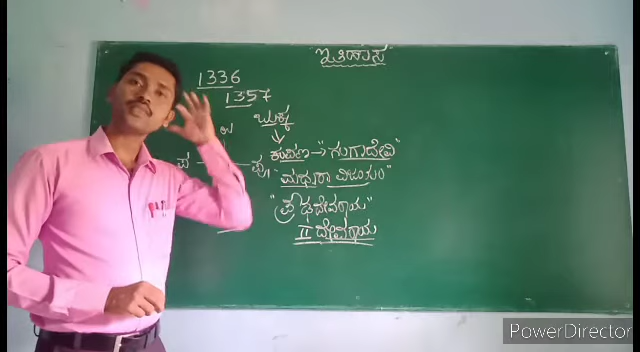 ಇತಿಹಾಸ
1336
1357
ಬುಕ್ಕ
ಉ
ಪ
ಪೂ
ಕಂಪಣ → "ಗಂಗಾದೇವಿ"
"ಮಧುರಾ ವಿಜಯಂ"
"ಪ್ರೌಢದೇವರಾಯ"
II ದೇವರಾಯ
PowerDirector